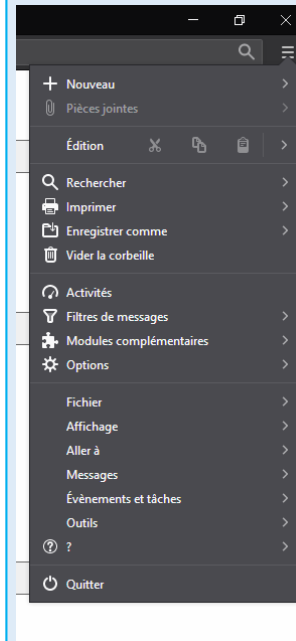 Nouveau
Pièces jointes
Édition
Rechercher
Imprimer
Enregistrer comme
Vider la corbeille
Activités
Filtres de messages
Modules complémentaires
Options
Fichier
Affichage
Aller à
Messages
Évènements et tâches
Outils
?
Quitter